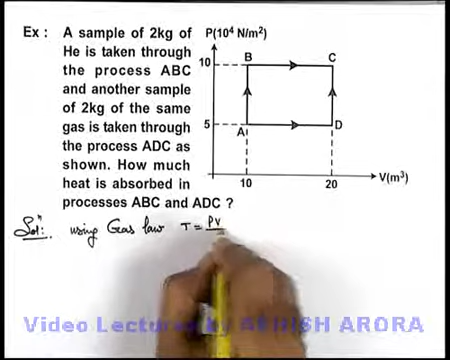 Ex : A sample of 2kg of
He is taken through
the process ABC
and another sample
of 2kg of the same
gas is taken through
the process ADC as
shown. How much
heat is absorbed in
processes ABC and ADC ?
P(10⁴ N/m²)
10
B
C
5
A
D
10
20
V(m³)
Solⁿ: using Gas law T = PV
Video Lectures by ASHISH ARORA